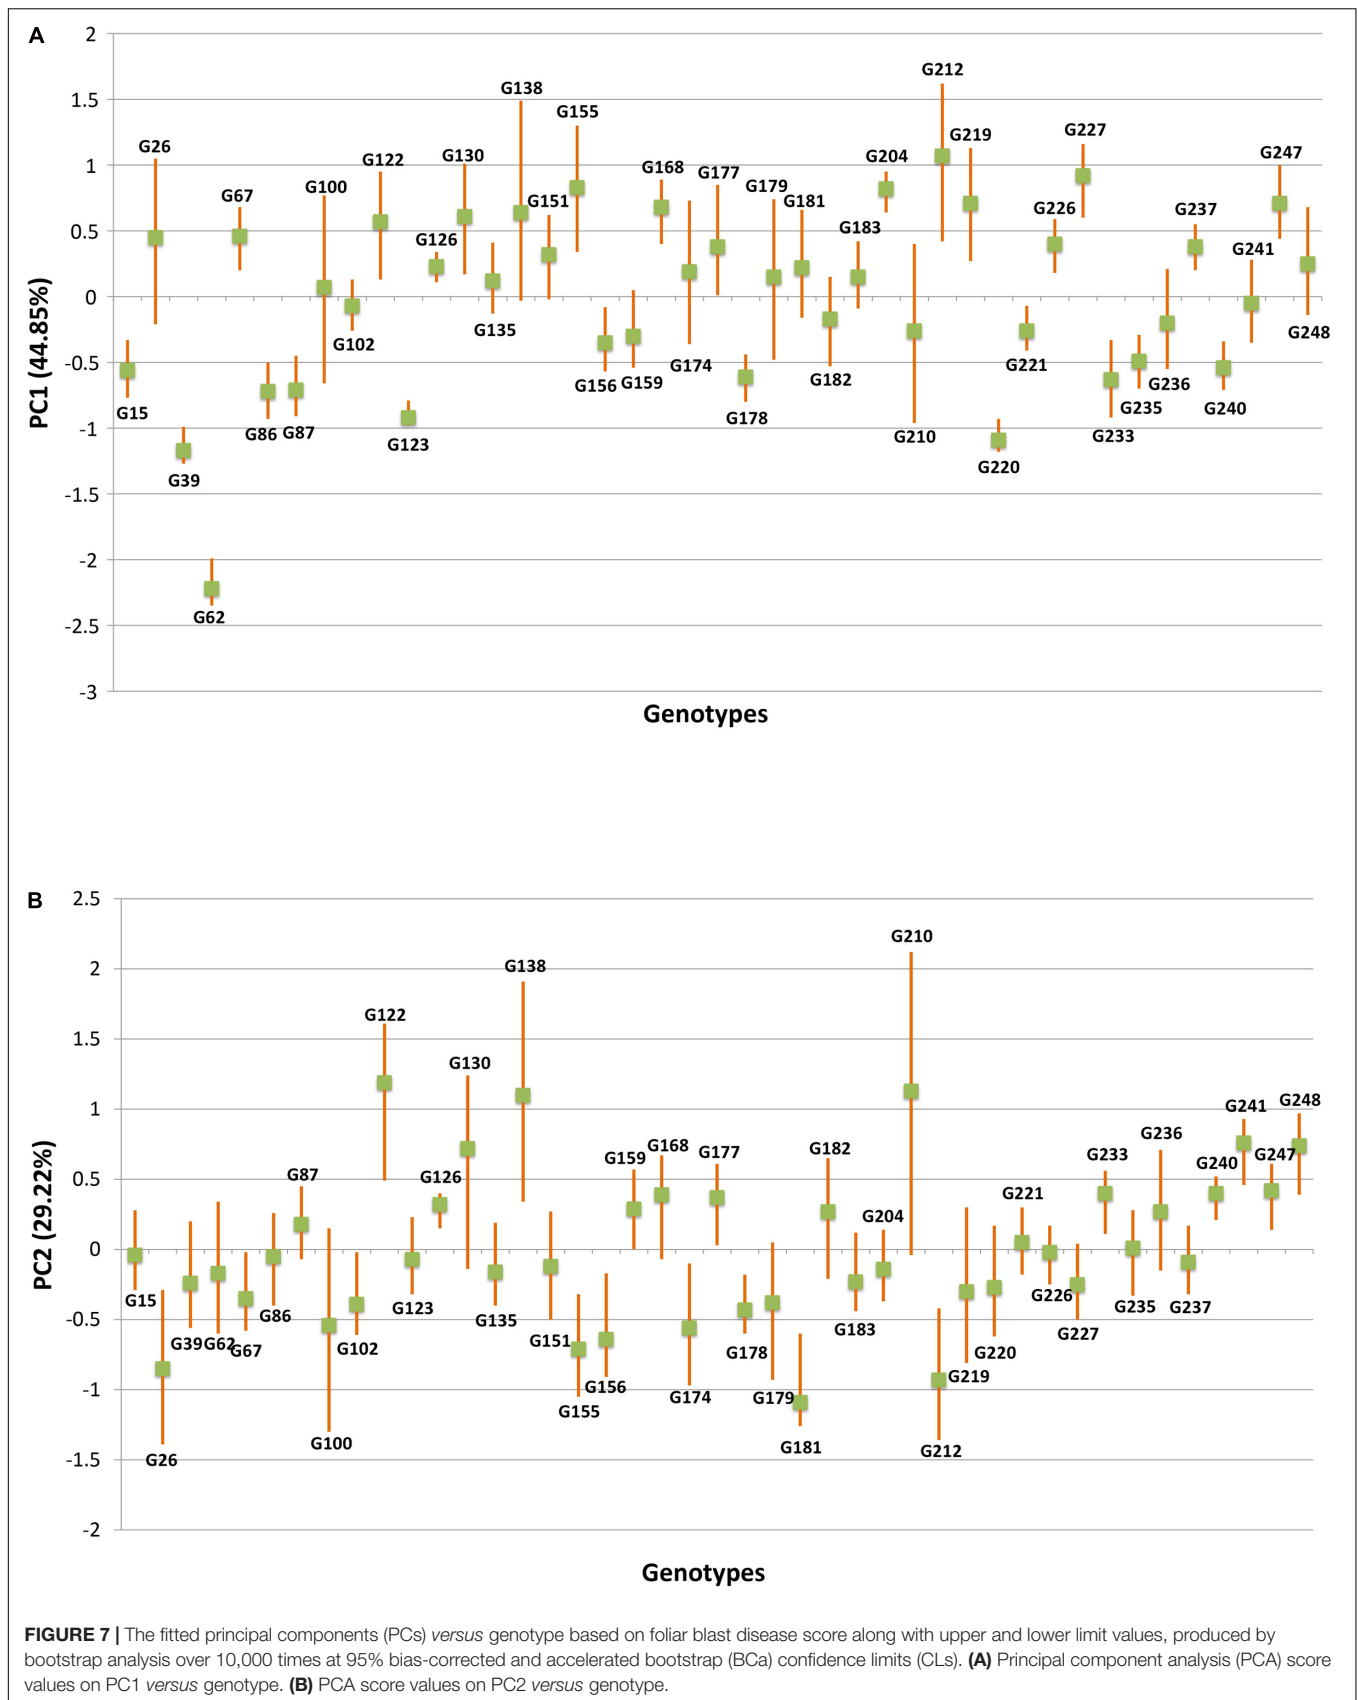 A
2
1.5
1
0.5
0
-0.5
-1
-1.5
-2
-2.5
-3
PC1 (44.85%)
G15
G26
G39
G62
G67
G86
G87
G100
G102
G122
G123
G126
G130
G135
G138
G151
G155
G156
G159
G168
G174
G177
G178
G179
G181
G182
G183
G204
G210
G212
G219
G220
G221
G226
G227
G233
G235
G236
G237
G240
G241
G247
G248
Genotypes
B
2.5
2
1.5
1
0.5
0
-0.5
-1
-1.5
-2
PC2 (29.22%)
G15
G26
G39
G62
G67
G86
G87
G100
G102
G122
G123
G126
G130
G135
G138
G151
G155
G156
G159
G168
G174
G177
G178
G179
G181
G182
G183
G204
G210
G212
G219
G220
G221
G226
G227
G233
G235
G236
G237
G240
G241
G247
G248
Genotypes
FIGURE 7 | The fitted principal components (PCs) versus genotype based on foliar blast disease score along with upper and lower limit values, produced by
bootstrap analysis over 10,000 times at 95% bias-corrected and accelerated bootstrap (BCa) confidence limits (CLs). (A) Principal component analysis (PCA) score
values on PC1 versus genotype. (B) PCA score values on PC2 versus genotype.